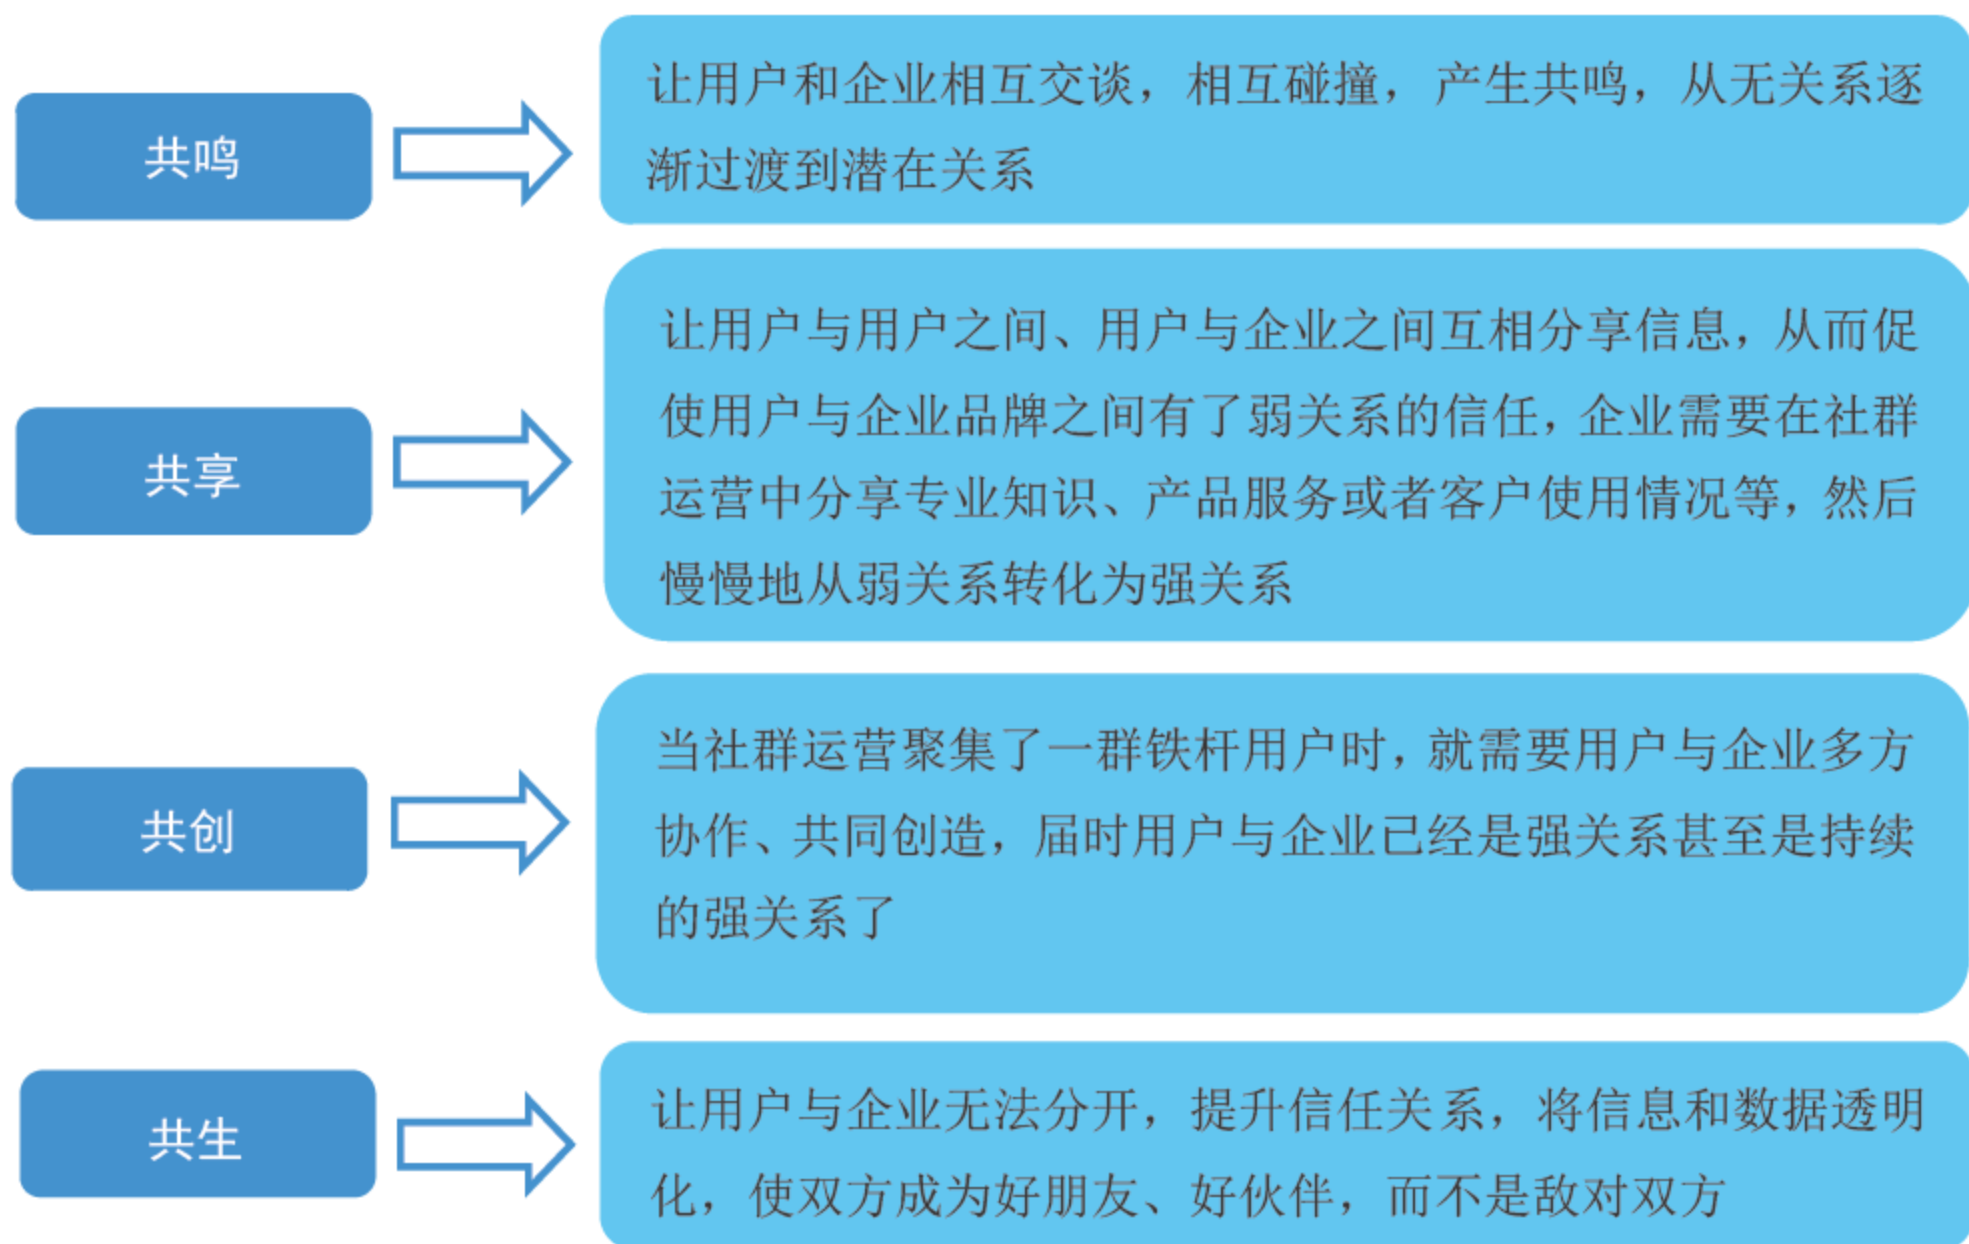 共鸣
让用户和企业相互交谈，相互碰撞，产生共鸣，从无关系逐
渐过渡到潜在关系
共享
让用户与用户之间、用户与企业之间互相分享信息，从而促
使用户与企业品牌之间有了弱关系的信任，企业需要在社群
运营中分享专业知识、产品服务或者客户使用情况等，然后
慢慢地从弱关系转化为强关系
共创
当社群运营聚集了一群铁杆用户时，就需要用户与企业多方
协作、共同创造，届时用户与企业已经是强关系甚至是持续
的强关系了
共生
让用户与企业无法分开，提升信任关系，将信息和数据透明
化，使双方成为好朋友、好伙伴，而不是敌对双方